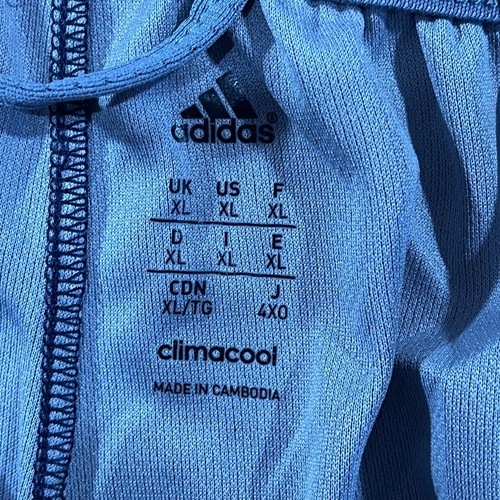 adidas
UK US F
XL XL XL
D I E
XL XL XL
CDN J
XL/TG 4XO
climacool
MADE IN CAMBODIA